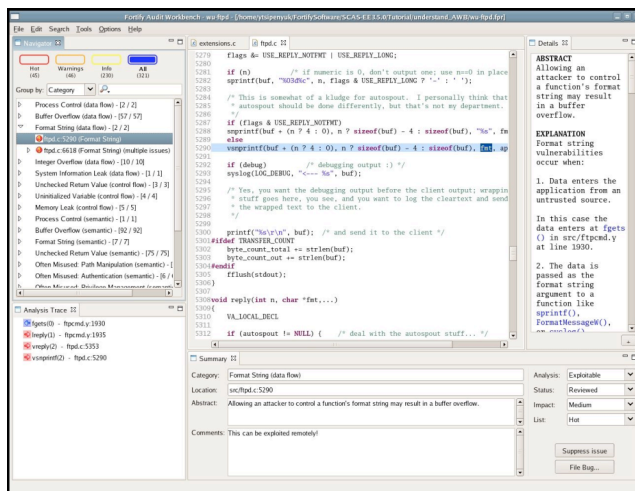 Fortify Audit Workbench - wu-ftpd - [/home/ytsipenyuk/FortifySoftware/SCAS-EE3.5.0/Tutorial/understand_AWB/wu-ftpd.fpr]
File Edit Search Tools Options Help
Navigator
Hot
(45)
Warnings
(46)
Info
(230)
All
(321)
Group by: Category
Process Control (data flow) - [2 / 2]
Buffer Overflow (data flow) - [57 / 57]
Format String (data flow) - [2 / 2]
ftpd.c:5290 (Format String)
ftpd.c:6618 (Format String) (multiple issues)
Integer Overflow (data flow) - [10 / 10]
System Information Leak (data flow) - [1 / 1]
Unchecked Return Value (control flow) - [3 / 3]
Uninitialized Variable (control flow) - [4 / 4]
Memory Leak (control flow) - [5 / 5]
Process Control (semantic) - [1 / 1]
Buffer Overflow (semantic) - [92 / 92]
Format String (semantic) - [7 / 7]
Unchecked Return Value (semantic) - [75 / 75]
Often Misused: Path Manipulation (semantic) - [
Often Misused: Authentication (semantic) - [6 /
Often Misused: Privilege Management (semantic)
Analysis Trace
fgets(0) - ftpcmd.y:1930
lreply(1) - ftpcmd.y:1935
vreply(2) - ftpd.c:5353
vsnprintf(2) - ftpd.c:5290
extensions.c
ftpd.c
5279 flags &= USE_REPLY_NOTFMT | USE_REPLY_LONG;
5280
5281 if (n) /* if numeric is 0, don't output one; use n==0 in place
5282 sprintf(buf, "%03d%c", n, flags & USE_REPLY_LONG ? '-' : ' ');
5283
5284 /* This is somewhat of a kludge for autospout. I personally think that
5285 * autospout should be done differently, but that's not my department.
5286 */
5287 if (flags & USE_REPLY_NOTFMT)
5288 snprintf(buf + (n ? 4 : 0), n ? sizeof(buf) - 4 : sizeof(buf), "%s", fm
5289 else
5290 vsnprintf(buf + (n ? 4 : 0), n ? sizeof(buf) - 4 : sizeof(buf), fmt, ap
5291
5292 if (debug) /* debugging output :) */
5293 syslog(LOG_DEBUG, "<--- %s", buf);
5294
5295 /* Yes, you want the debugging output before the client output; wrappin
5296 * stuff goes here, you see, and you want to log the cleartext and send
5297 * the wrapped text to the client.
5298 */
5299
5300 printf("%s\r\n", buf); /* and send it to the client */
5301 #ifdef TRANSFER_COUNT
5302 byte_count_total += strlen(buf);
5303 byte_count_out += strlen(buf);
5304 #endif
5305 fflush(stdout);
5306 }
5307
5308 void reply(int n, char *fmt,...)
5309 {
5310 VA_LOCAL_DECL
5311
5312 if (autospout != NULL) { /* deal with the autospout stuff... */
Details
ABSTRACT
Allowing an
attacker to control
a function's format
string may result
in a buffer
overflow.
EXPLANATION
Format string
vulnerabilities
occur when:
1. Data enters the
application from an
untrusted source.
In this case the
data enters at fgets
() in src/ftpcmd.y
at line 1930.
2. The data is
passed as the
format string
argument to a
function like
sprintf(),
FormatMessageW(),
or syslog()
Summary
Category: Format String (data flow)
Location: src/ftpd.c:5290
Abstract: Allowing an attacker to control a function's format string may result in a buffer overflow.
Comments: This can be exploited remotely!
Analysis: Exploitable
Status: Reviewed
Impact: Medium
List: Hot
Suppress issue
File Bug...